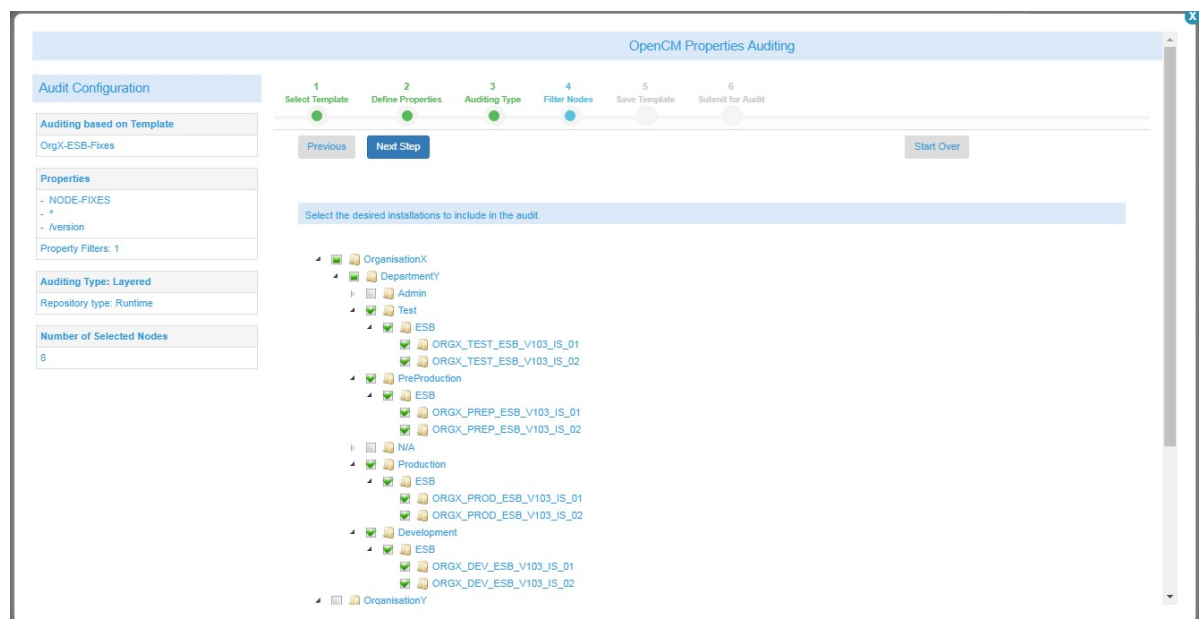 X
OpenCM Properties Auditing
Audit Configuration
Auditing based on Template
OrgX-ESB-Fixes
Properties
- NODE-FIXES
- *
- /version
Property Filters: 1
Auditing Type: Layered
Repository type: Runtime
Number of Selected Nodes
8
1 2 3 4 5 6
Select Template Define Properties Auditing Type Filter Nodes Save Template Submit for Audit
Previous Next Step Start Over
Select the desired installations to include in the audit
OrganisationX
DepartmentY
Admin
Test
ESB
ORGX_TEST_ESB_V103_IS_01
ORGX_TEST_ESB_V103_IS_02
PreProduction
ESB
ORGX_PREP_ESB_V103_IS_01
ORGX_PREP_ESB_V103_IS_02
N/A
Production
ESB
ORGX_PROD_ESB_V103_IS_01
ORGX_PROD_ESB_V103_IS_02
Development
ESB
ORGX_DEV_ESB_V103_IS_01
ORGX_DEV_ESB_V103_IS_02
OrganisationY